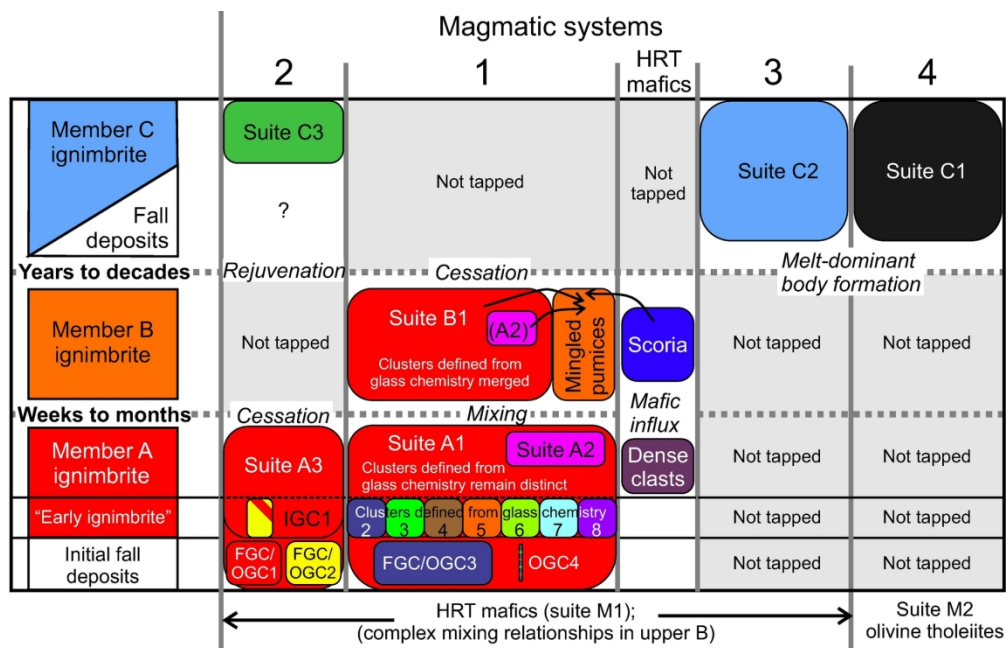 Magmatic systems
2
1
HRT
mafics
3
4
Member C
ignimbrite
Fall
deposits
Suite C3
?
Not tapped
Not
tapped
Suite C2
Suite C1
Years to decades
Rejuvenation
Cessation
Melt-dominant
body formation
Member B
ignimbrite
Not tapped
Suite B1
(A2)
Clusters defined from
glass chemistry merged
Mingled
pumices
Scoria
Not tapped
Not tapped
Weeks to months
Cessation
Mixing
Mafic
influx
Member A
ignimbrite
Suite A3
Suite A1
Suite A2
Clusters defined from
glass chemistry remain distinct
Dense
clasts
Not tapped
Not tapped
"Early ignimbrite"
IGC1
Clusters defined from glass chemistry
2 3 4 5 6 7 8
Not tapped
Not tapped
Initial fall
deposits
FGC/
OGC1
FGC/
OGC2
FGC/OGC3
OGC4
Not tapped
Not tapped
HRT mafics (suite M1);
(complex mixing relationships in upper B)
Suite M2
olivine tholeiites